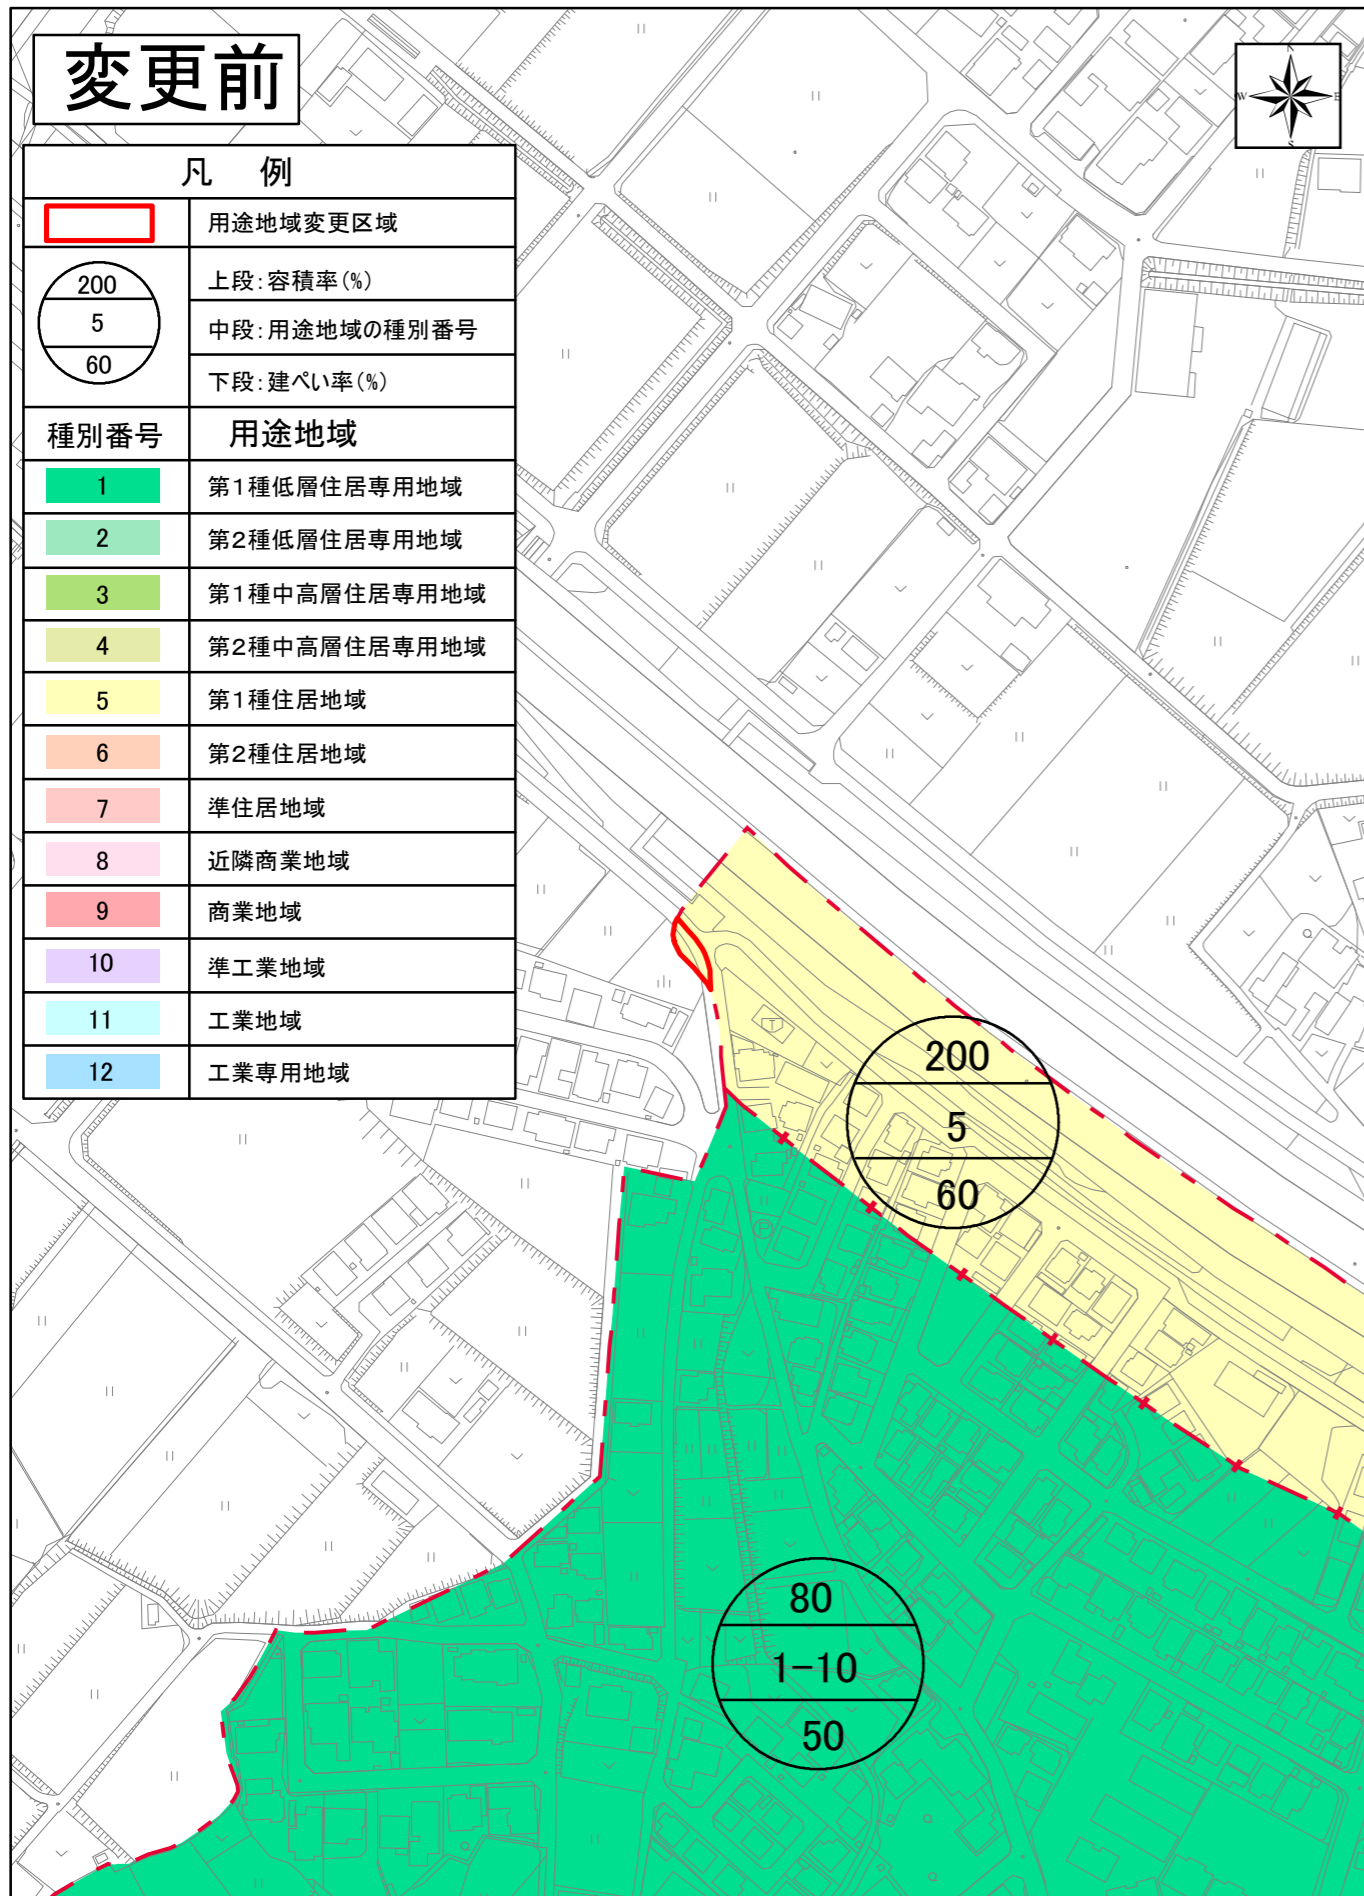 変更前
N
W
E
S
凡 例
用途地域変更区域
200
5
60
上段:容積率(%)
中段:用途地域の種別番号
下段:建ぺい率(%)
種別番号 用途地域
1 第1種低層住居専用地域
2 第2種低層住居専用地域
3 第1種中高層住居専用地域
4 第2種中高層住居専用地域
5 第1種住居地域
6 第2種住居地域
7 準住居地域
8 近隣商業地域
9 商業地域
10 準工業地域
11 工業地域
12 工業専用地域
200
5
60
80
1-10
50